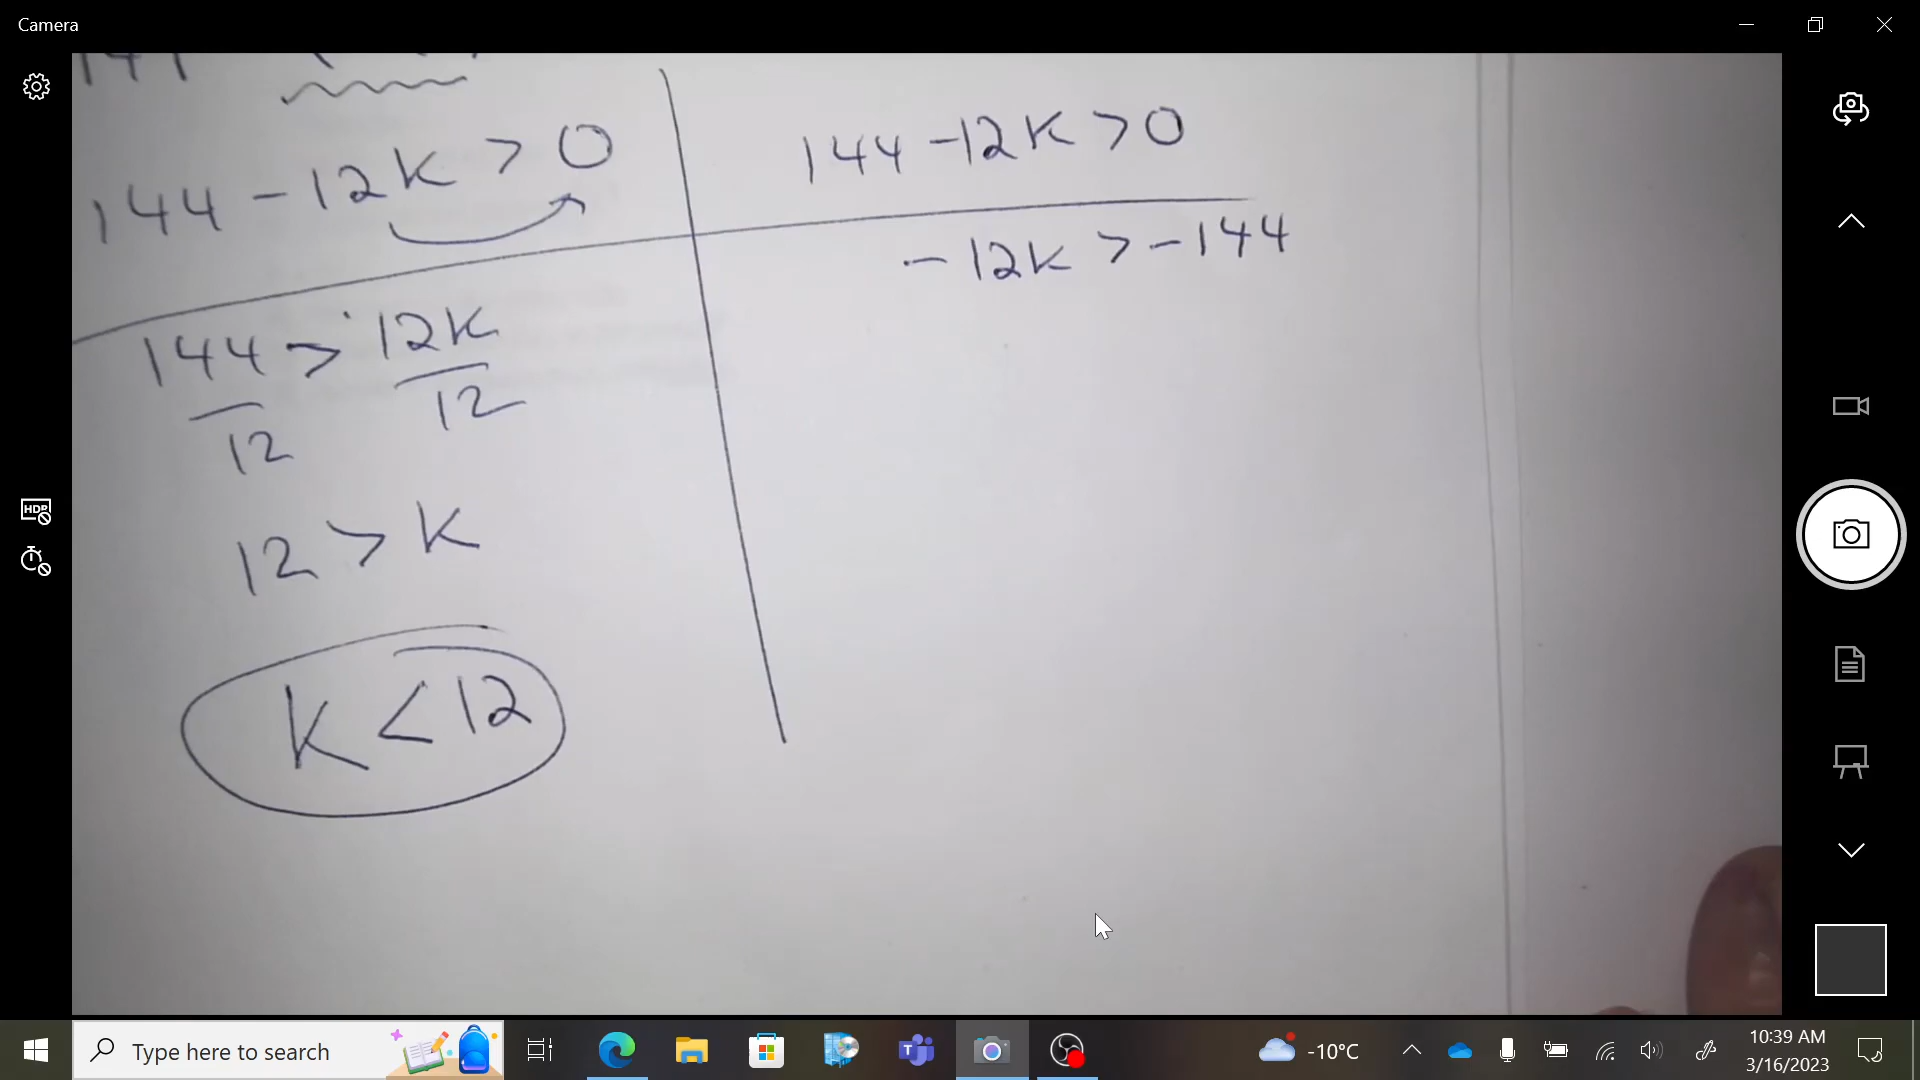 Camera
144 - 12k > 0
144 > 12k
12 12
12 > k
k < 12
144 - 12k > 0
- 12k > - 144
HDR
Type here to search
-10°C
10:39 AM
3/16/2023